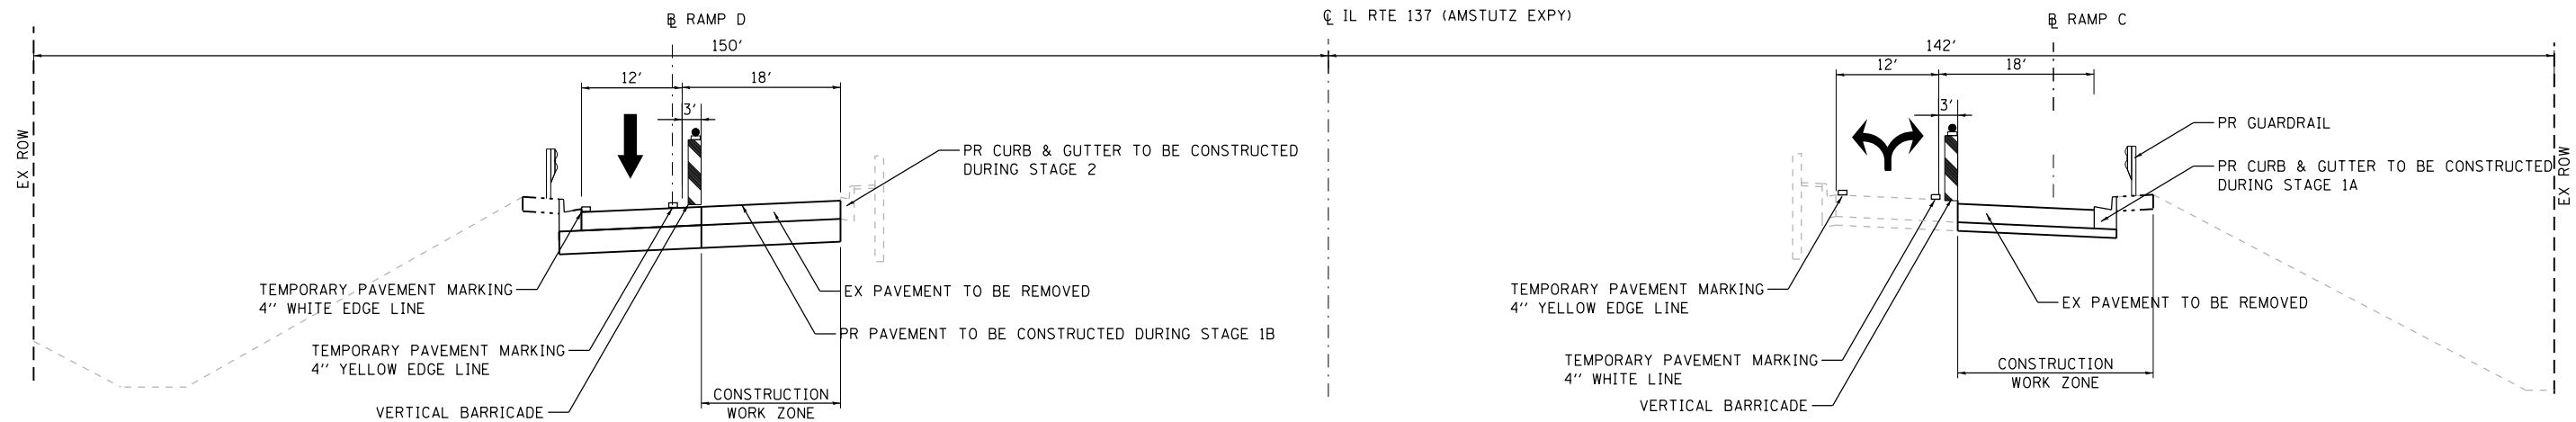 ℄ IL RTE 137 (AMSTUTZ EXPY)
℄ RAMP D
℄ RAMP C
150'
142'
12'
18'
3'
12'
18'
3'
EX ROW
EX ROW
PR CURB & GUTTER TO BE CONSTRUCTED
DURING STAGE 2
PR GUARDRAIL
PR CURB & GUTTER TO BE CONSTRUCTED
DURING STAGE 1A
TEMPORARY PAVEMENT MARKING
4'' WHITE EDGE LINE
EX PAVEMENT TO BE REMOVED
PR PAVEMENT TO BE CONSTRUCTED DURING STAGE 1B
TEMPORARY PAVEMENT MARKING
4'' YELLOW EDGE LINE
CONSTRUCTION
WORK ZONE
VERTICAL BARRICADE
TEMPORARY PAVEMENT MARKING
4'' YELLOW EDGE LINE
EX PAVEMENT TO BE REMOVED
TEMPORARY PAVEMENT MARKING
4'' WHITE LINE
CONSTRUCTION
WORK ZONE
VERTICAL BARRICADE